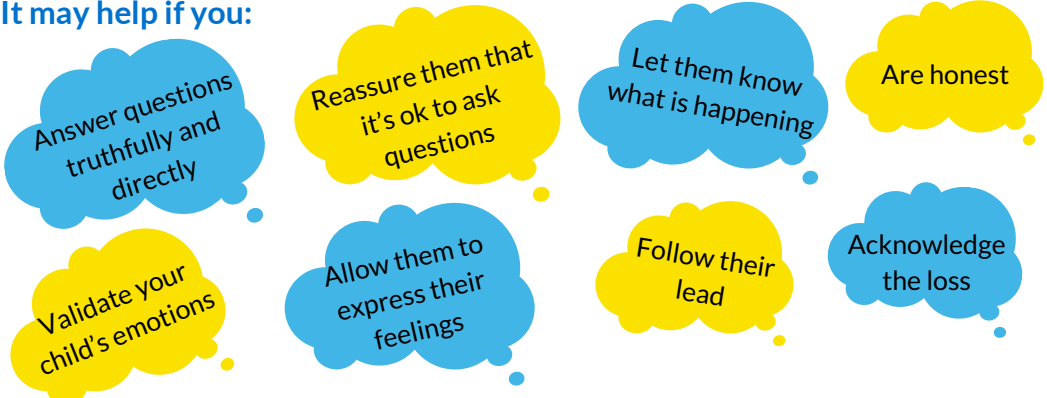 It may help if you:
Answer questions
truthfully and
directly
Reassure them that
it's ok to ask
questions
Let them know
what is happening
Are honest
Validate your
child's emotions
Allow them to
express their
feelings
Follow their
lead
Acknowledge
the loss